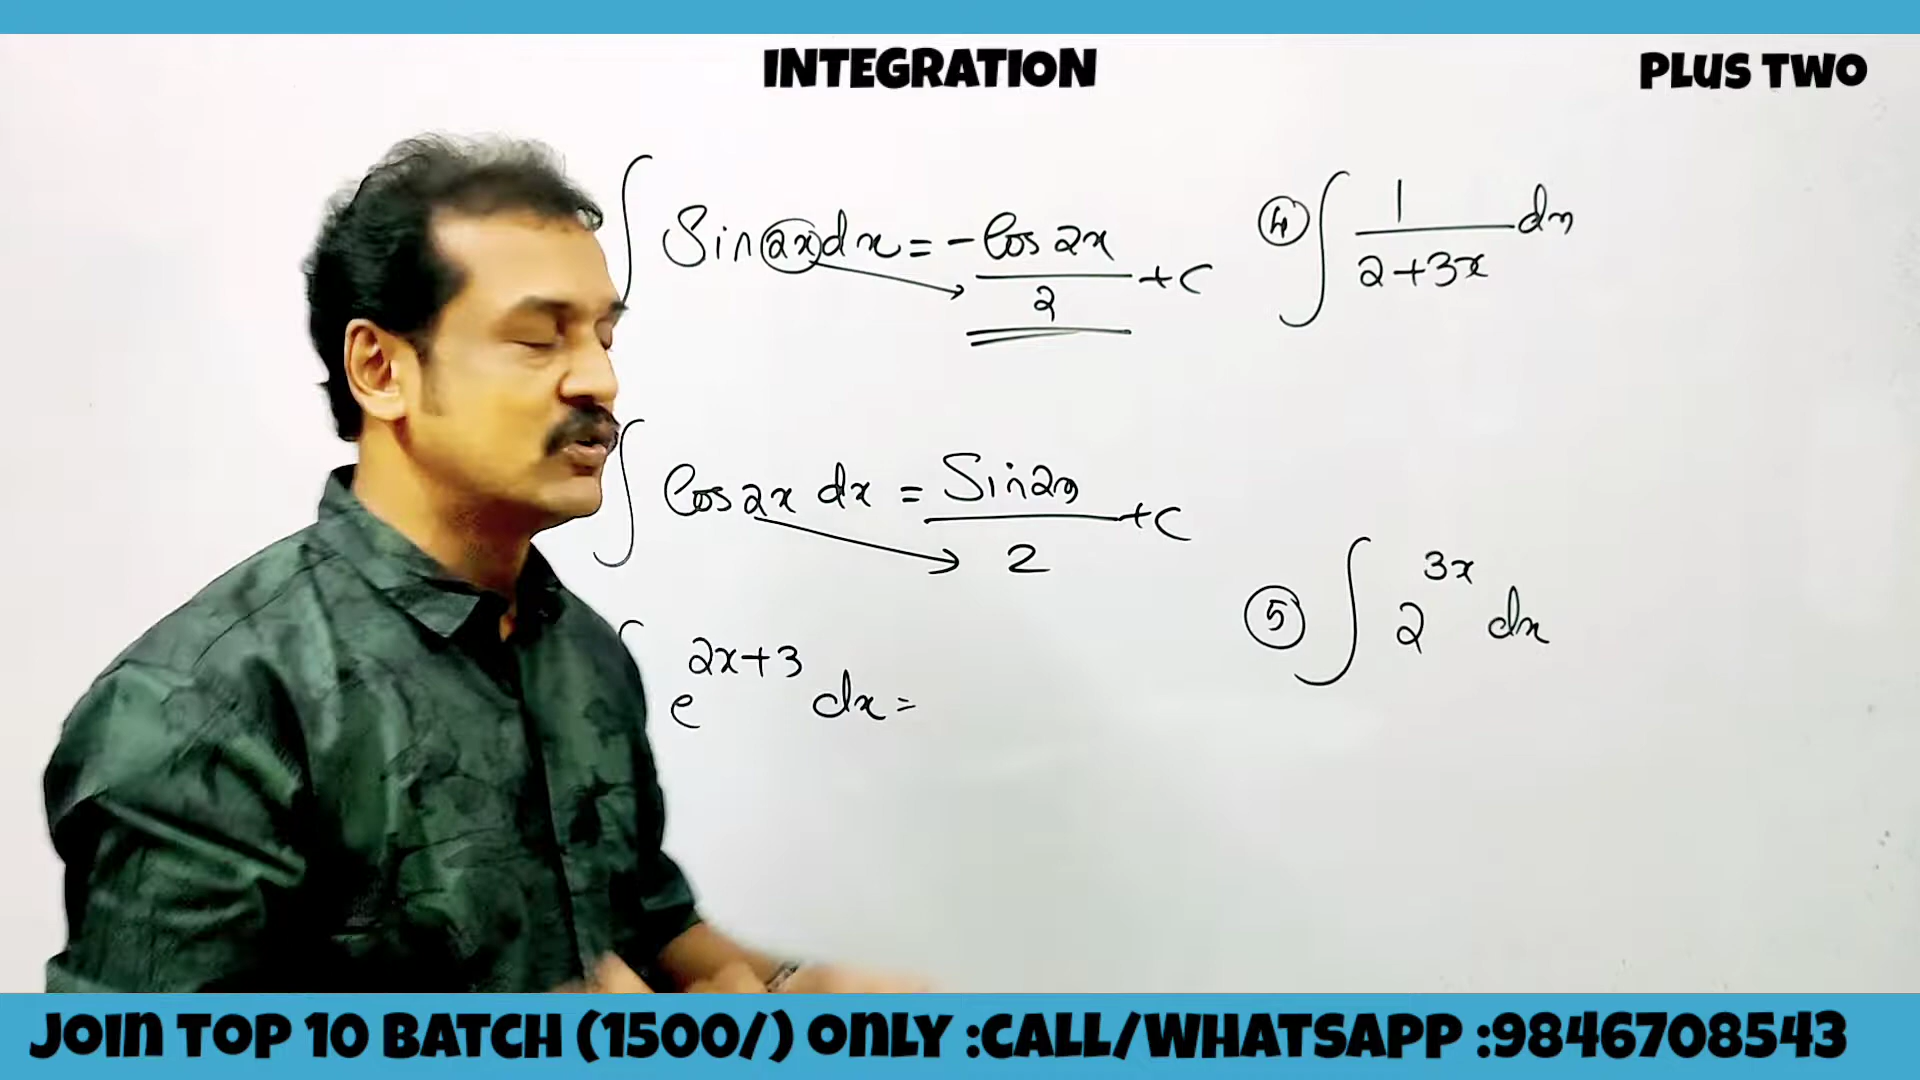 INTEGRATION
PLUS TWO
∫ Sin 2x dx = -Cos 2x / 2 + C
∫ Cos 2x dx = Sin 2x / 2 + C
∫ e^(2x+3) dx =
④ ∫ 1 / (2+3x) dx
⑤ ∫ 2^(3x) dx
JOIN TOP 10 BATCH (1500/) ONLY :CALL/WHATSAPP :9846708543